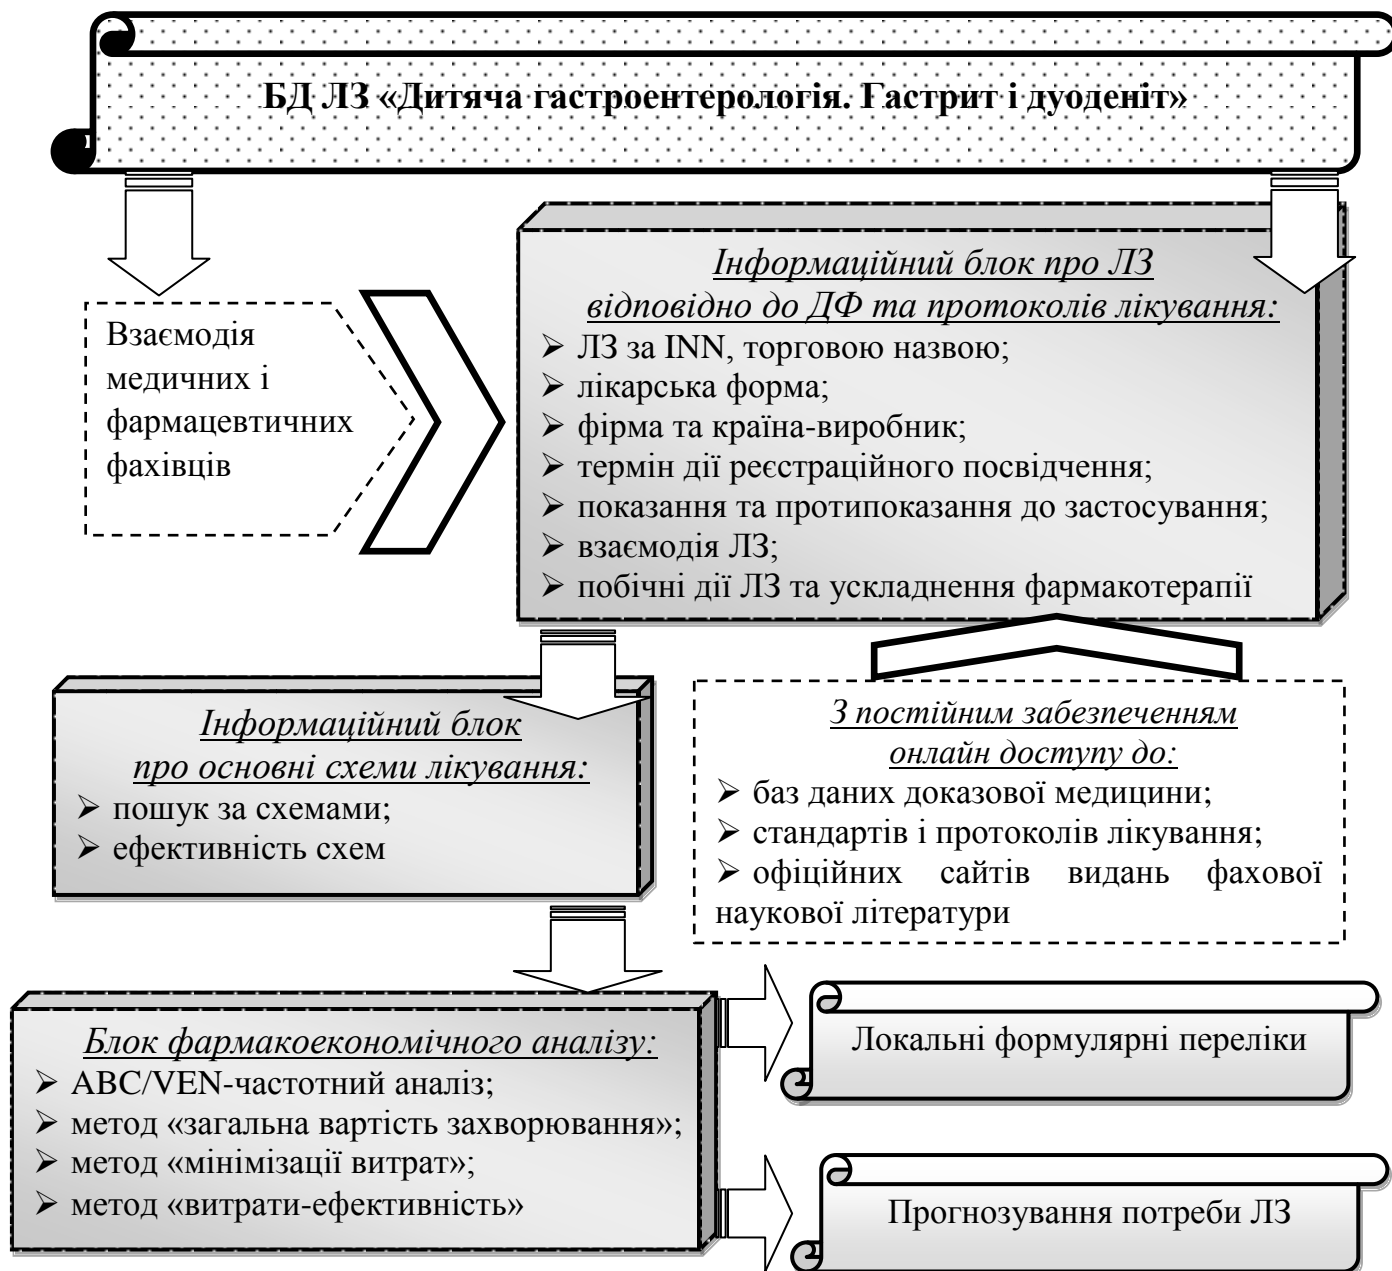 БД ЛЗ «Дитяча гастроентерологія. Гастрит і дуоденіт»
Взаємодія
медичних і
фармацевтичних
фахівців
Інформаційний блок про ЛЗ
відповідно до ДФ та протоколів лікування:
➢ ЛЗ за INN, торговою назвою;
➢ лікарська форма;
➢ фірма та країна-виробник;
➢ термін дії реєстраційного посвідчення;
➢ показання та протипоказання до застосування;
➢ взаємодія ЛЗ;
➢ побічні дії ЛЗ та ускладнення фармакотерапії
Інформаційний блок
про основні схеми лікування:
➢ пошук за схемами;
➢ ефективність схем
З постійним забезпеченням
онлайн доступу до:
➢ баз даних доказової медицини;
➢ стандартів і протоколів лікування;
➢ офіційних сайтів видань фахової
наукової літератури
Блок фармакоекономічного аналізу:
➢ ABC/VEN-частотний аналіз;
➢ метод «загальна вартість захворювання»;
➢ метод «мінімізації витрат»;
➢ метод «витрати-ефективність»
Локальні формулярні переліки
Прогнозування потреби ЛЗ